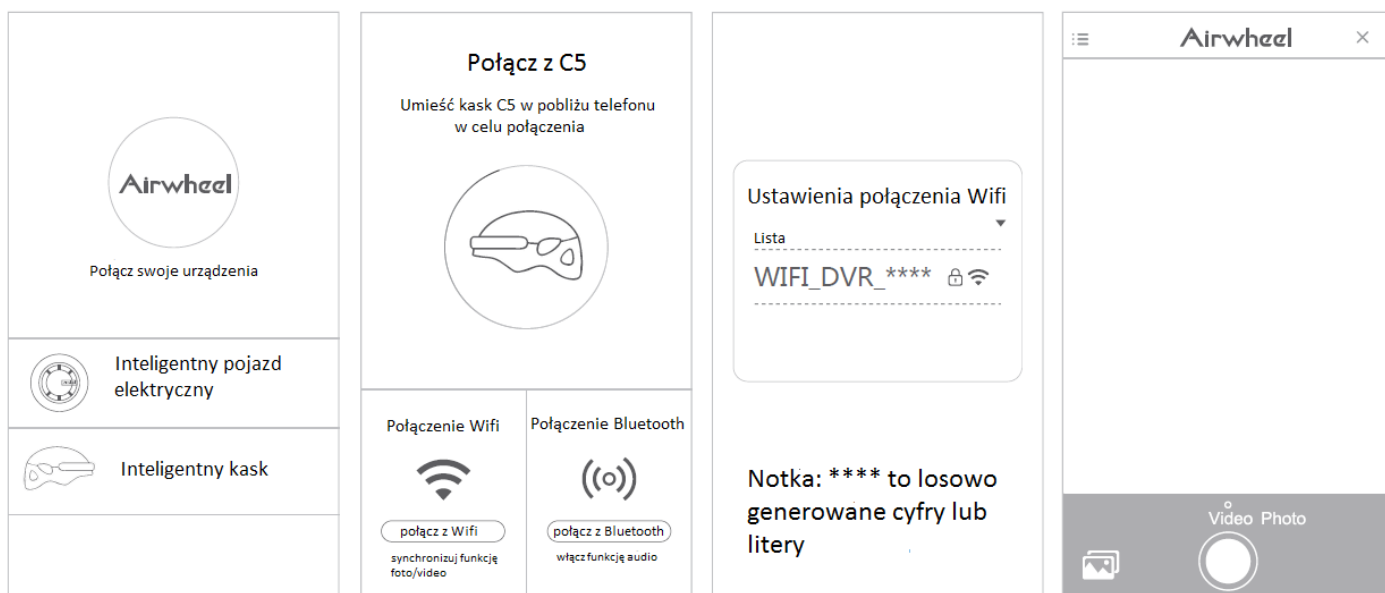 Airwheel
Połącz swoje urządzenia
Inteligentny pojazd
elektryczny
Inteligentny kask
Połącz z C5
Umieść kask C5 w pobliżu telefonu
w celu połączenia
Połączenie Wifi
połącz z Wifi
synchronizuj funkcję
foto/video
Połączenie Bluetooth
połącz z Bluetooth
włącz funkcję audio
Ustawienia połączenia Wifi
Lista
WIFI_DVR_****
Notka: **** to losowo
generowane cyfry lub
litery
Airwheel
Video Photo